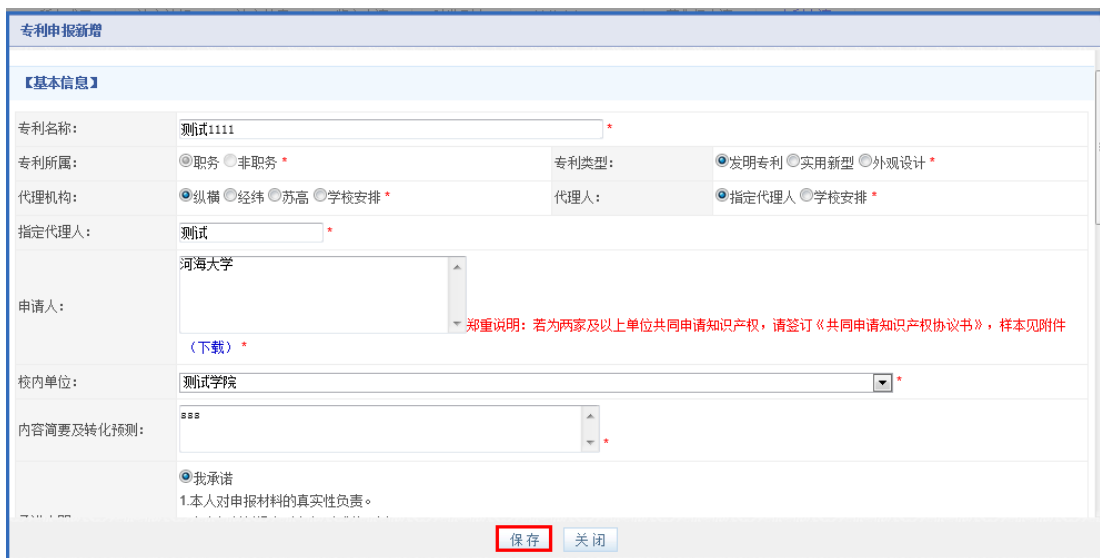 专利申报新增
【基本信息】
专利名称: 测试1111 *
专利所属: 职务 非职务 * 专利类型: 发明专利 实用新型 外观设计 *
代理机构: 纵横 经纬 苏高 学校安排 * 代理人: 指定代理人 学校安排 *
指定代理人: 测试 *
河海大学
申请人:
郑重说明: 若为两家及以上单位共同申请知识产权, 请签订《共同申请知识产权协议书》, 样本见附件
(下载) *
校内单位: 测试学院 *
sss
内容简要及转化预测: *
我承诺
1.本人对申报材料的真实性负责。
保存 关闭